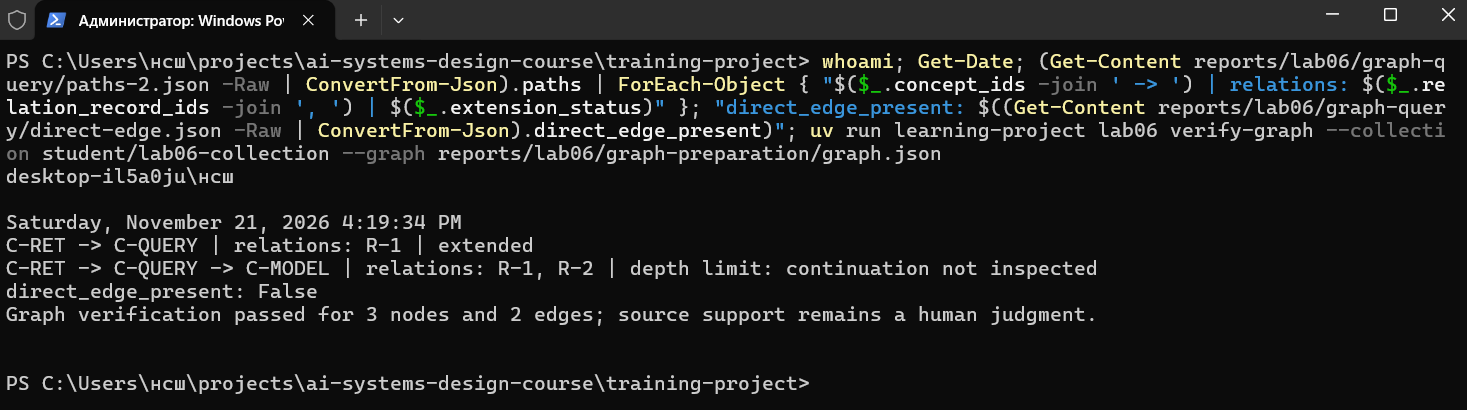 Администратор: Windows Po
PS C:\Users\нсш\projects\ai-systems-design-course\training-project> whoami; Get-Date; (Get-Content reports/lab06/graph-q
uery/paths-2.json -Raw | ConvertFrom-Json).paths | ForEach-Object { "$($_.concept_ids -join ' -> ') | relations: $($_.re
lation_record_ids -join ', ') | $($_.extension_status)" }; "direct_edge_present: $((Get-Content reports/lab06/graph-quer
y/direct-edge.json -Raw | ConvertFrom-Json).direct_edge_present)"; uv run learning-project lab06 verify-graph --collecti
on student/lab06-collection --graph reports/lab06/graph-preparation/graph.json
desktop-il5a0ju\нсш
Saturday, November 21, 2026 4:19:34 PM
C-RET -> C-QUERY | relations: R-1 | extended
C-RET -> C-QUERY -> C-MODEL | relations: R-1, R-2 | depth limit: continuation not inspected
direct_edge_present: False
Graph verification passed for 3 nodes and 2 edges; source support remains a human judgment.
PS C:\Users\нсш\projects\ai-systems-design-course\training-project>